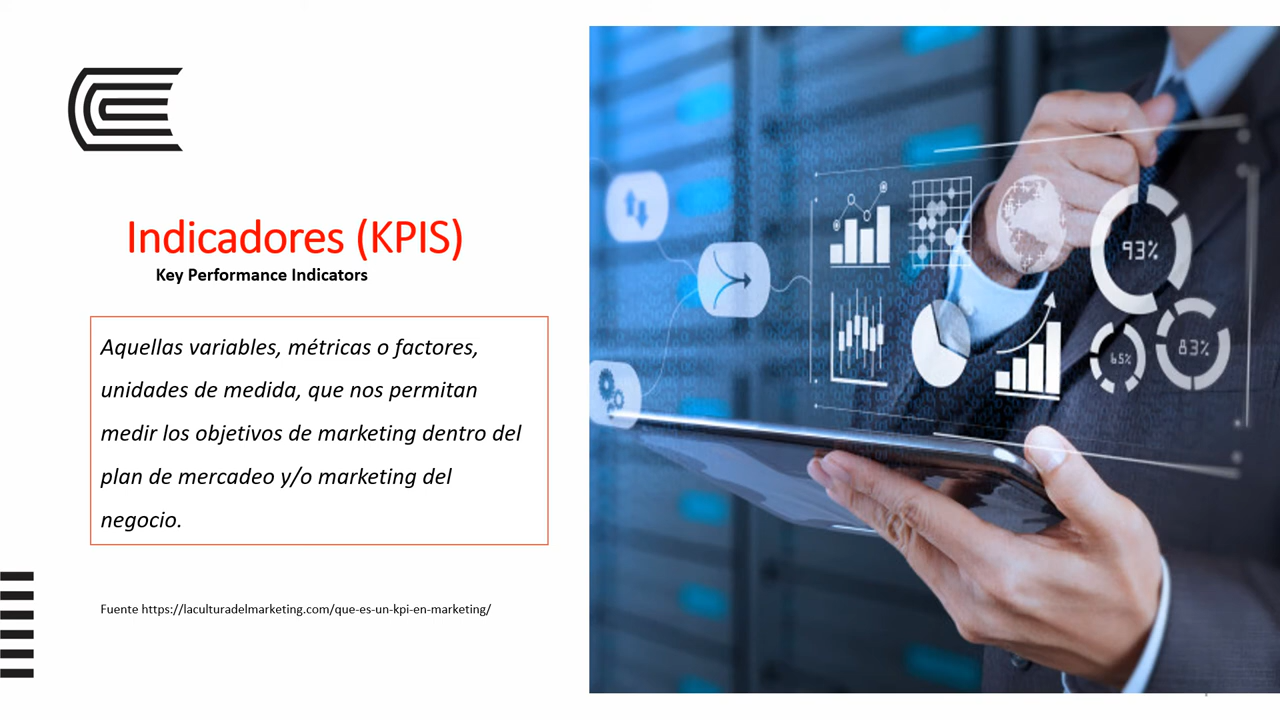 Indicadores (KPIS)
Key Performance Indicators
Aquellas variables, métricas o factores,
unidades de medida, que nos permitan
medir los objetivos de marketing dentro del
plan de mercadeo y/o marketing del
negocio.
Fuente https://laculturadelmarketing.com/que-es-un-kpi-en-marketing/
93%
65%
83%